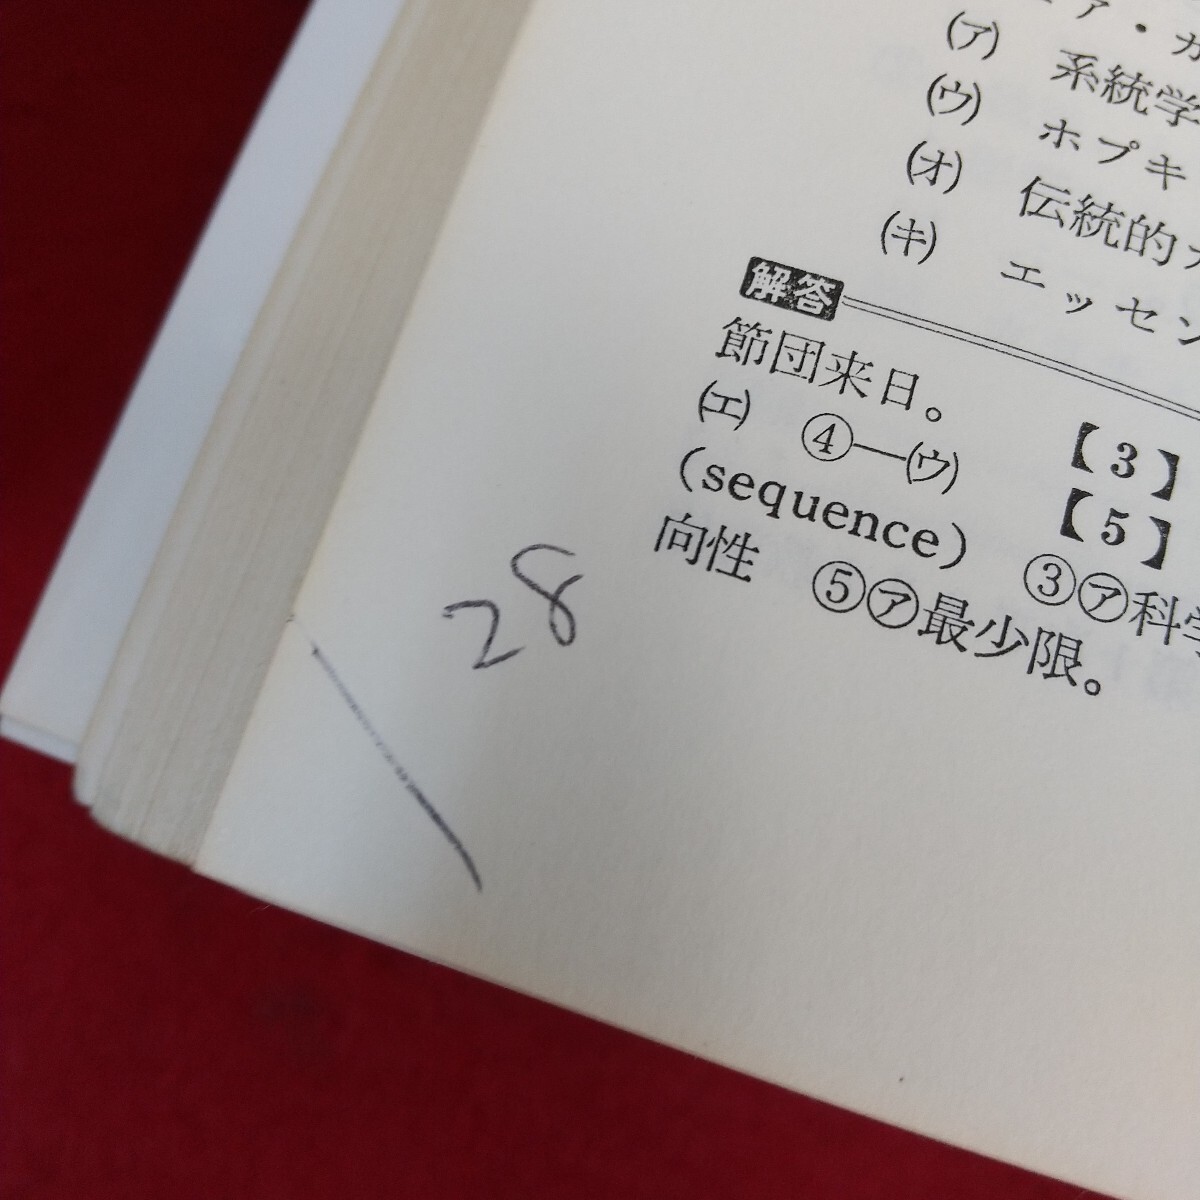 ァ・カ
(ア) 系統学
(ウ) ホプキ
(オ) 伝統的
(キ) エッセン
解答
節団来日。 【3】
(エ) ④―(ウ) 【5】
(sequence) ③㋐科学
向性 ⑤㋐最少限。
28